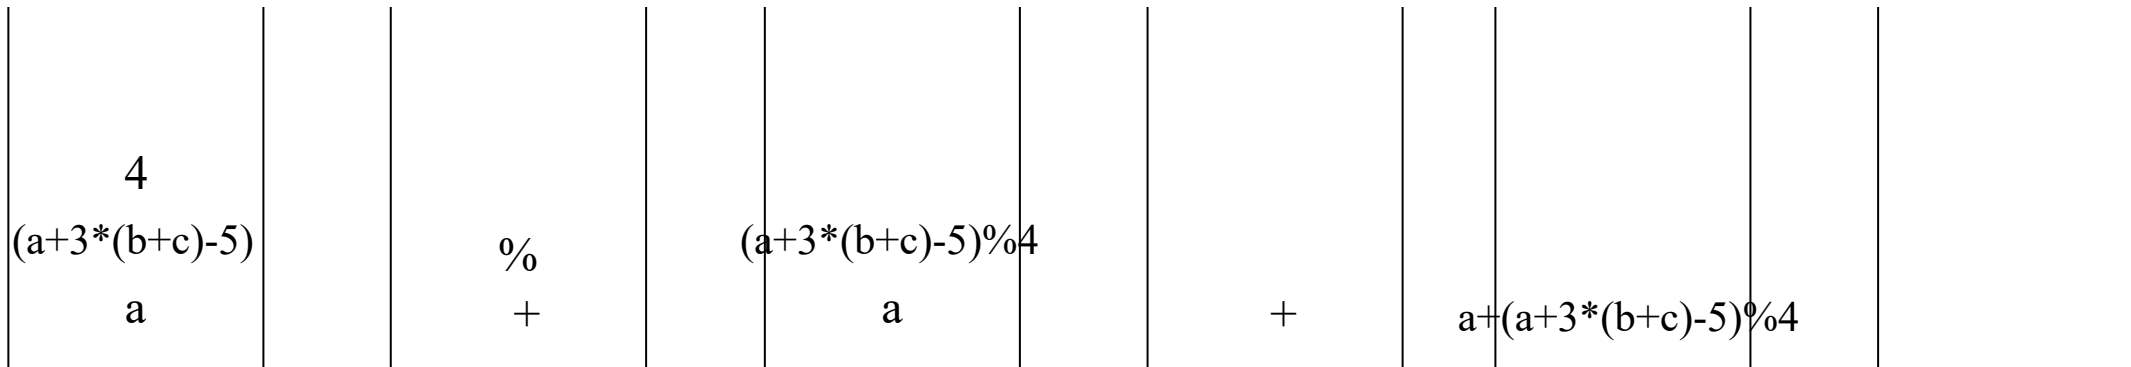 4
(a+3*(b+c)-5) % (a+3*(b+c)-5)%4
a + a + a+(a+3*(b+c)-5)%4